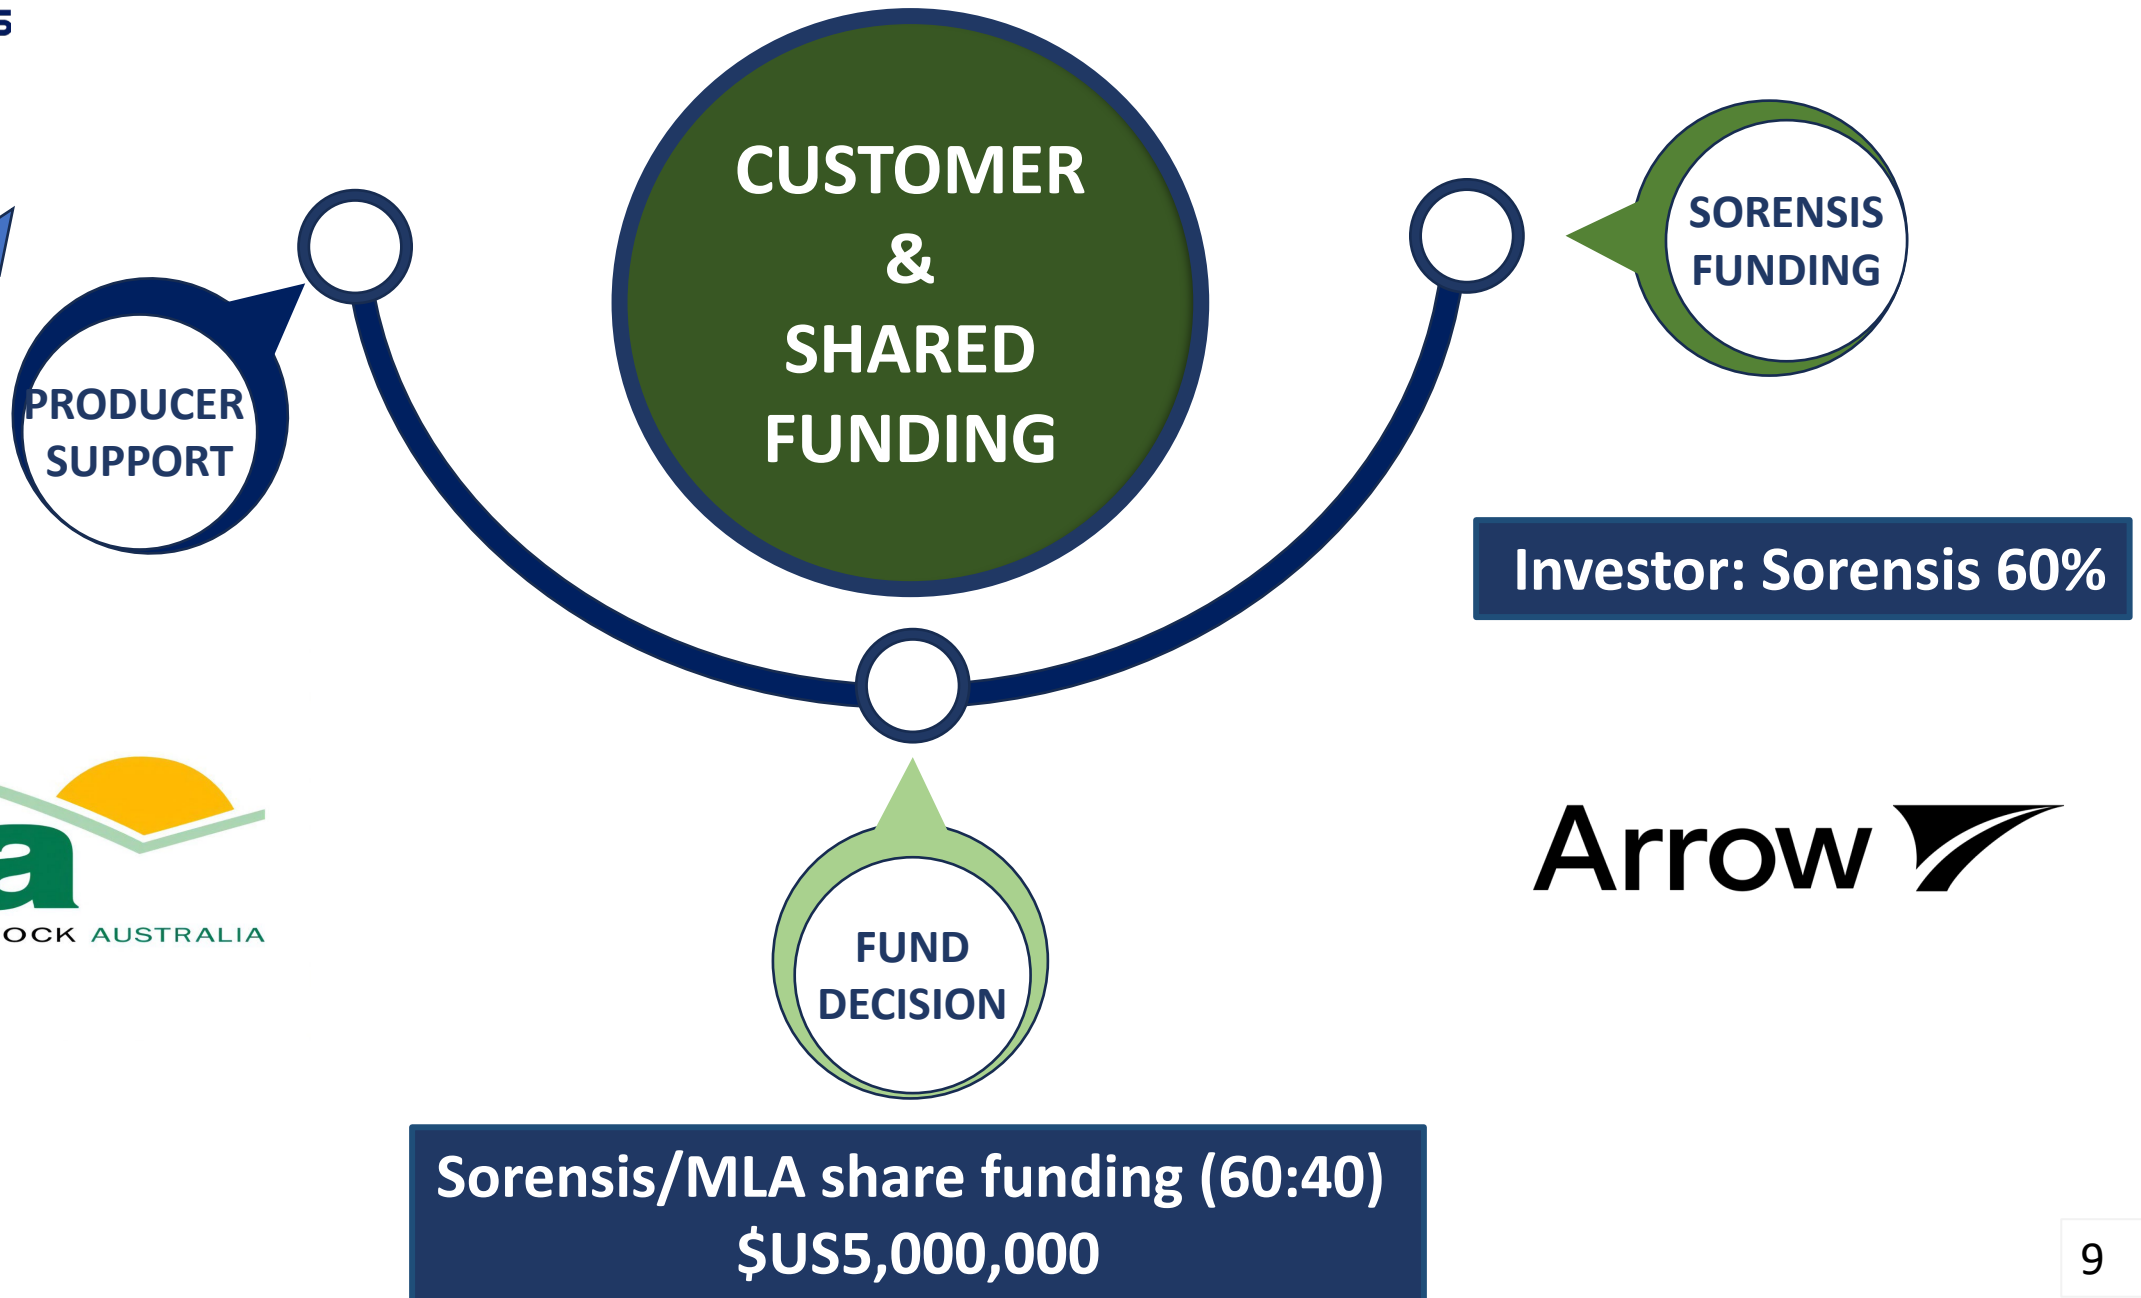 CUSTOMER
&
SHARED
FUNDING
SORENSIS
FUNDING
PRODUCER
SUPPORT
Investor: Sorensis 60%
AUSTRALIA
Arrow
FUND
DECISION
Sorensis/MLA share funding (60:40)
$US5,000,000
9